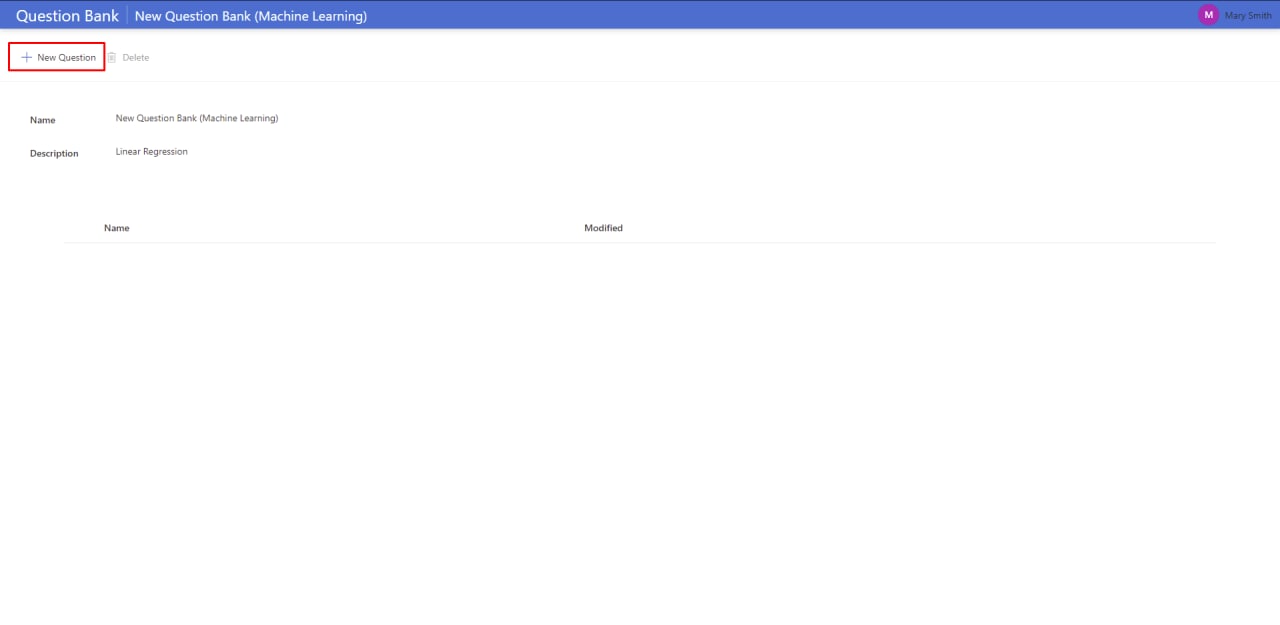 Question Bank New Question Bank (Machine Learning) M Mary Smith
New Question Delete
Name New Question Bank (Machine Learning)
Description Linear Regression
Name Modified